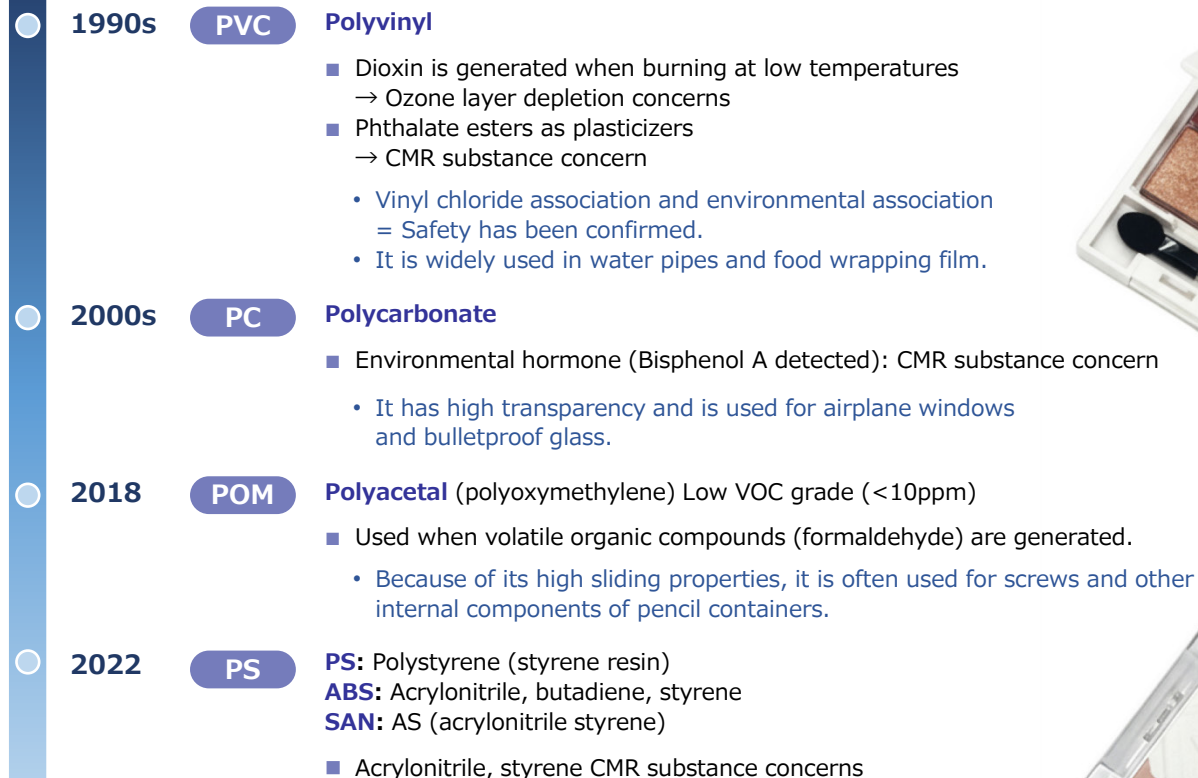 1990s PVC Polyvinyl
■ Dioxin is generated when burning at low temperatures
→ Ozone layer depletion concerns
■ Phthalate esters as plasticizers
→ CMR substance concern
• Vinyl chloride association and environmental association
= Safety has been confirmed.
• It is widely used in water pipes and food wrapping film.
2000s PC Polycarbonate
■ Environmental hormone (Bisphenol A detected): CMR substance concern
• It has high transparency and is used for airplane windows
and bulletproof glass.
2018 POM Polyacetal (polyoxymethylene) Low VOC grade (<10ppm)
■ Used when volatile organic compounds (formaldehyde) are generated.
• Because of its high sliding properties, it is often used for screws and other
internal components of pencil containers.
2022 PS PS: Polystyrene (styrene resin)
ABS: Acrylonitrile, butadiene, styrene
SAN: AS (acrylonitrile styrene)
■ Acrylonitrile, styrene CMR substance concerns